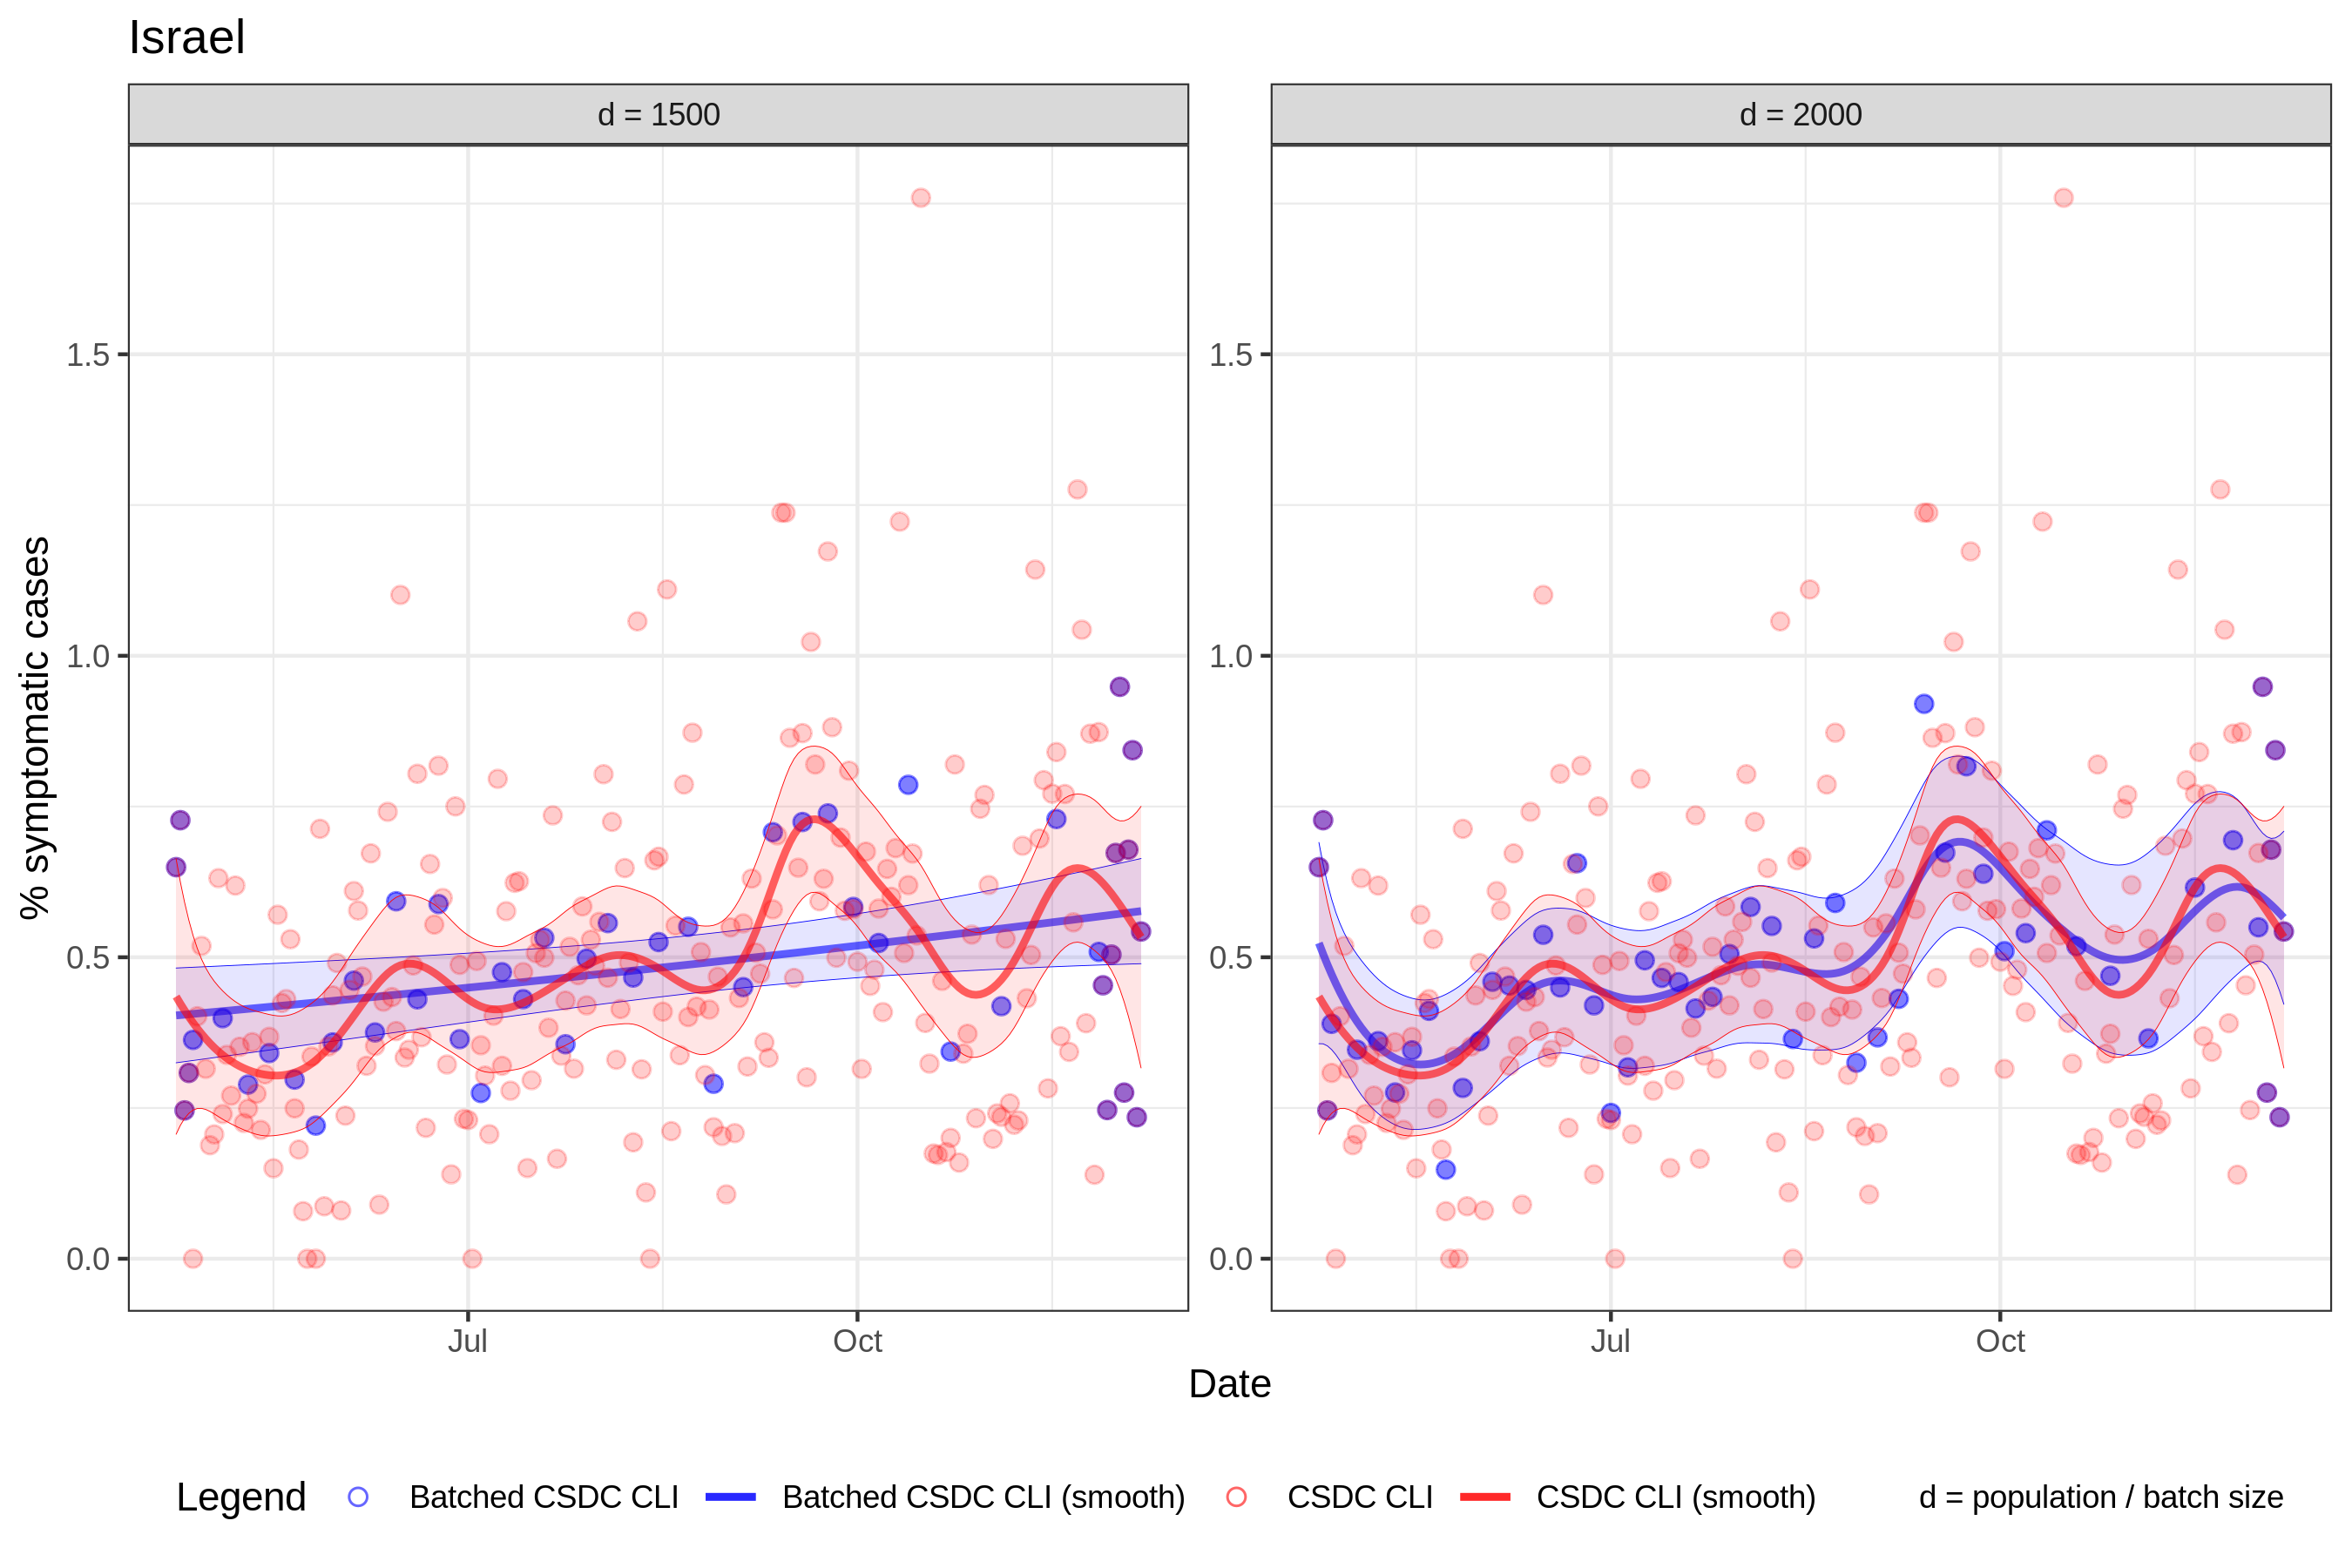 Israel
d = 1500
d = 2000
% symptomatic cases
1.5
1.0
0.5
0.0
1.5
1.0
0.5
0.0
Jul
Oct
Jul
Oct
Date
Legend
Batched CSDC CLI
Batched CSDC CLI (smooth)
CSDC CLI
CSDC CLI (smooth)
d = population / batch size